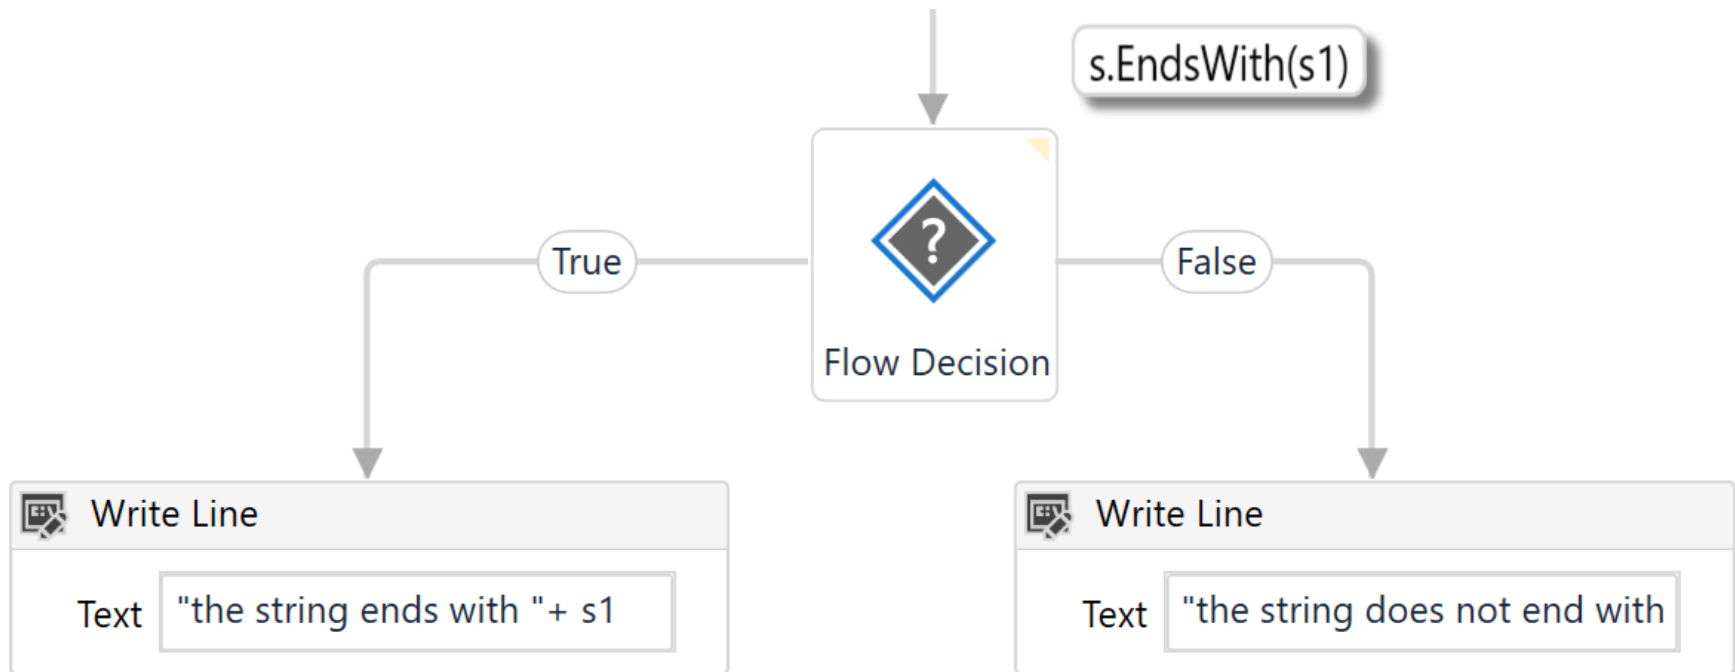 s.EndsWith(s1)
?
True
False
Flow Decision
Write Line
Text "the string ends with "+ s1
Write Line
Text "the string does not end with